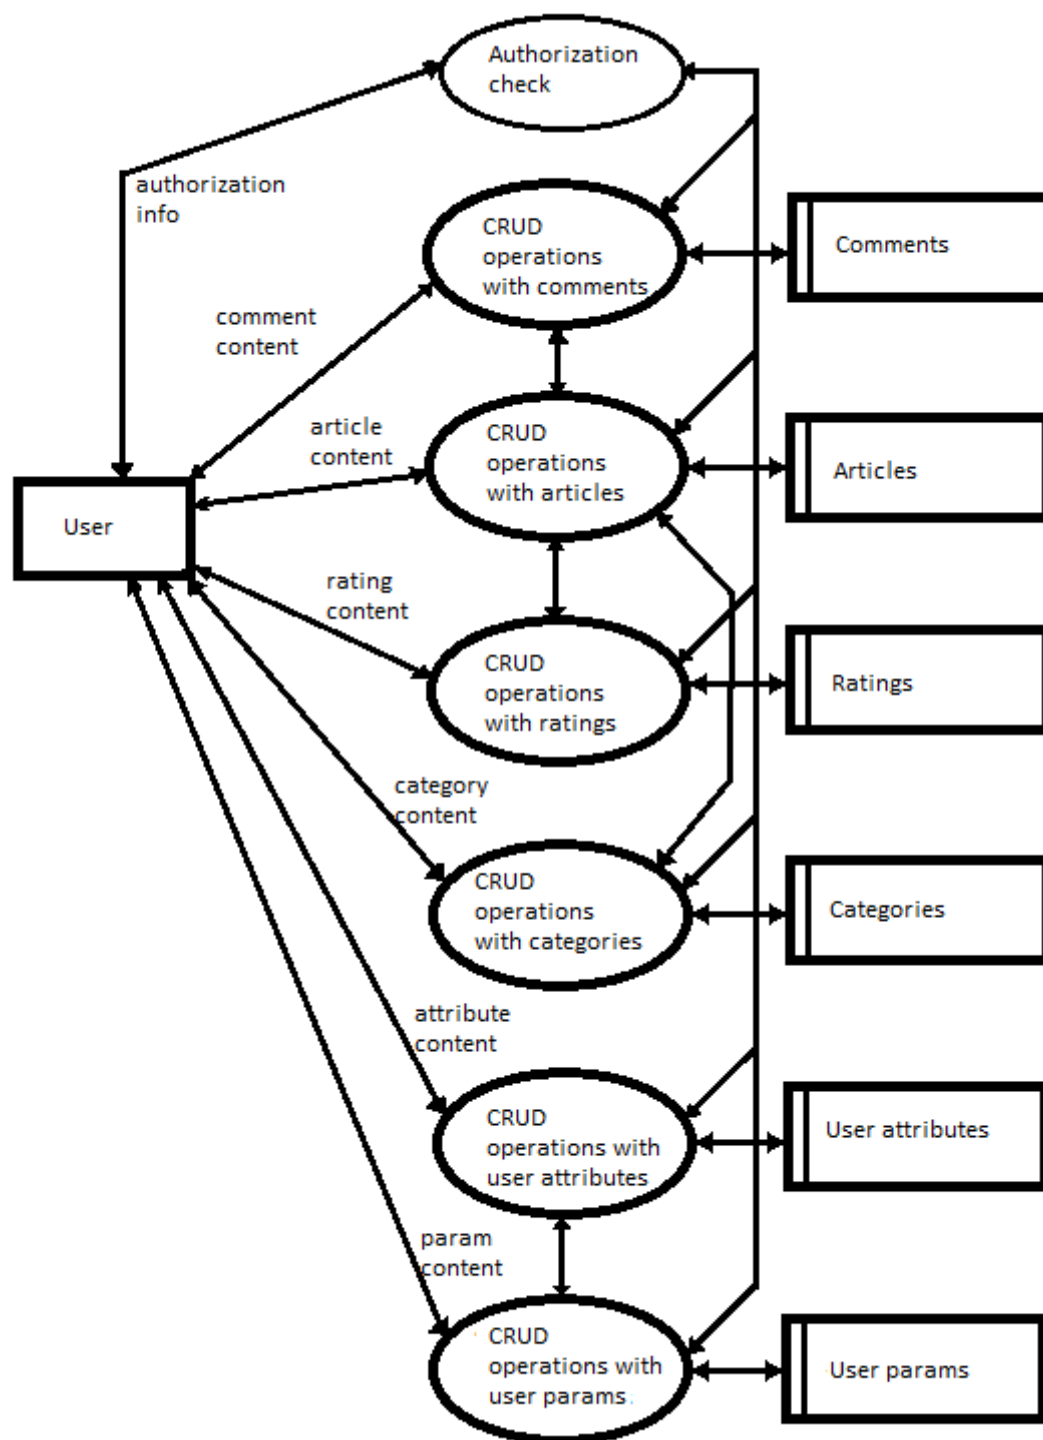 Authorization
check
authorization
info
CRUD
operations
with comments
Comments
comment
content
article
content
CRUD
operations
with articles
Articles
User
rating
content
CRUD
operations
with ratings
Ratings
category
content
CRUD
operations
with categories
Categories
attribute
content
CRUD
operations with
user attributes
User attributes
param
content
CRUD
operations with
user params
User params